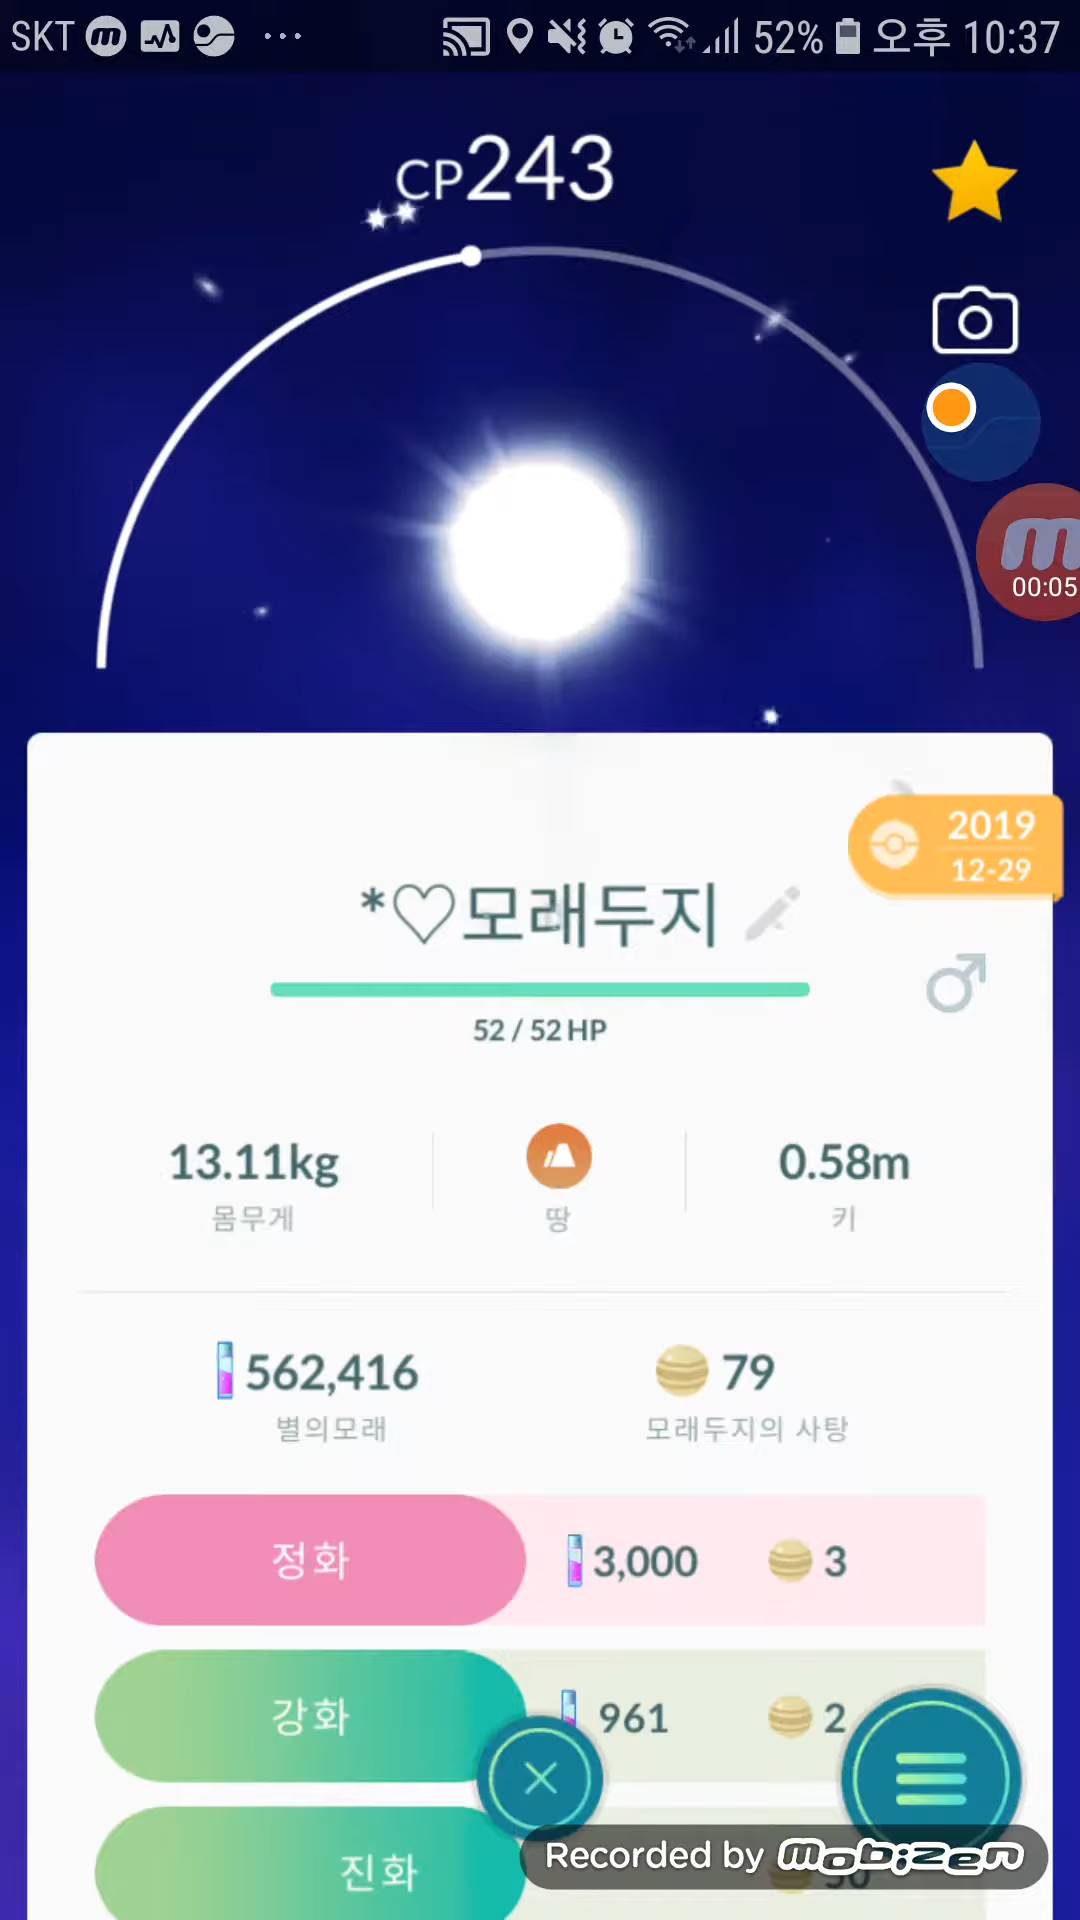 SKT 52% 오후 10:37
CP243
00:05
2019
12-29
*♡모래두지
52 / 52 HP
13.11kg
몸무게
땅
0.58m
키
562,416
별의모래
79
모래두지의 사탕
정화 3,000 3
강화 961 2
진화 50
Recorded by mobizen